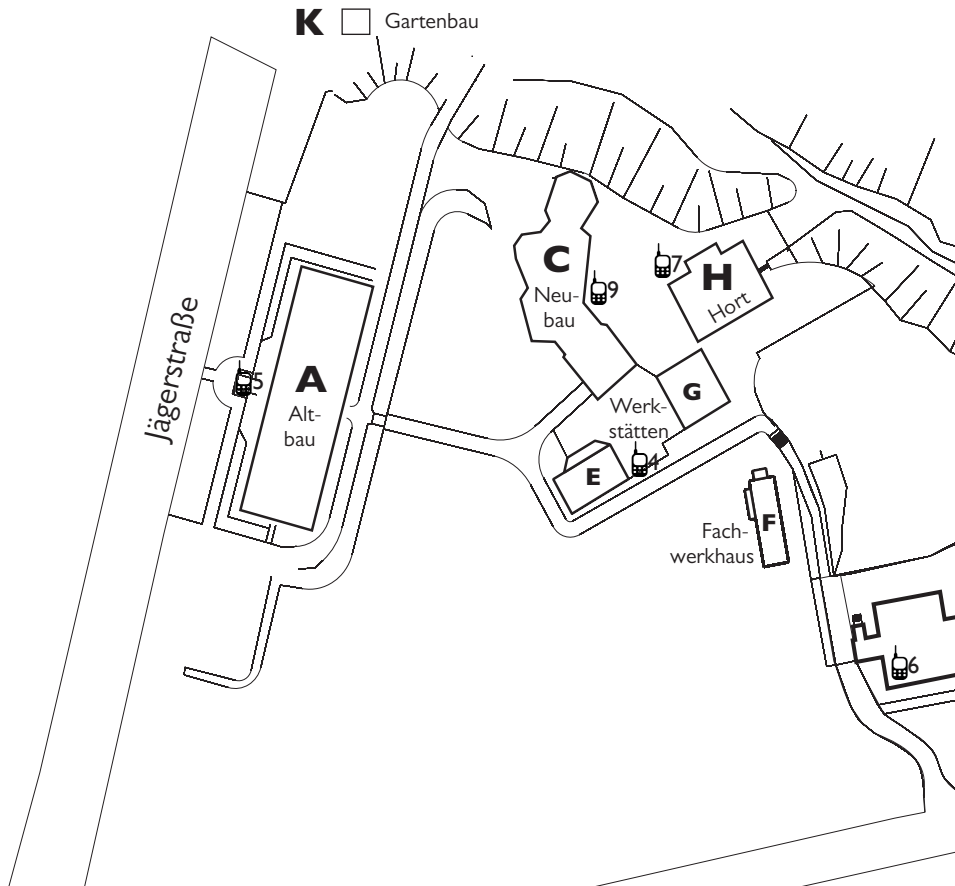 K Gartenbau
C
Neu-
bau
9
7
H
Hort
Jägerstraße
5
A
Alt-
bau
G
Werk-
stätten
4
E
F
Fach-
werkhaus
6